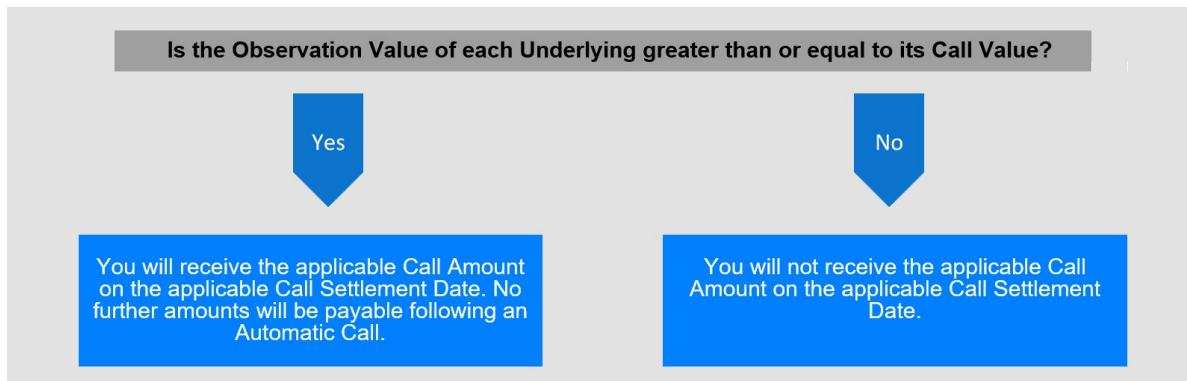 Is the Observation Value of each Underlying greater than or equal to its Call Value?
Yes
No
You will receive the applicable Call Amount
on the applicable Call Settlement Date. No
further amounts will be payable following an
Automatic Call.
You will not receive the applicable Call
Amount on the applicable Call Settlement
Date.